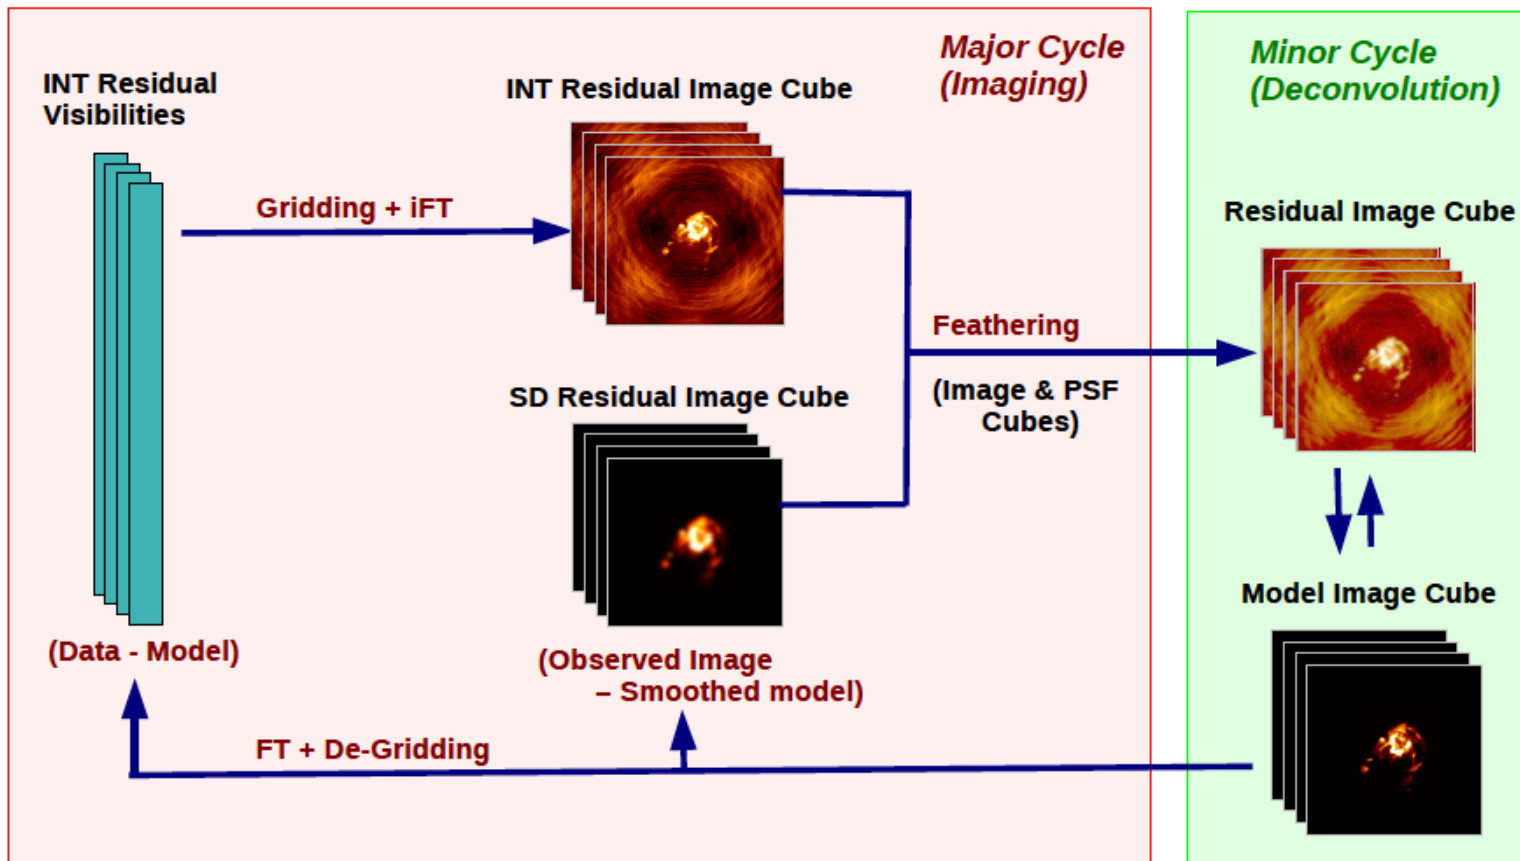 Major Cycle
(Imaging)
Minor Cycle
(Deconvolution)
INT Residual
Visibilities
INT Residual Image Cube
Gridding + iFT
Residual Image Cube
Feathering
(Image & PSF
Cubes)
SD Residual Image Cube
Model Image Cube
(Data - Model)
(Observed Image
– Smoothed model)
FT + De-Gridding